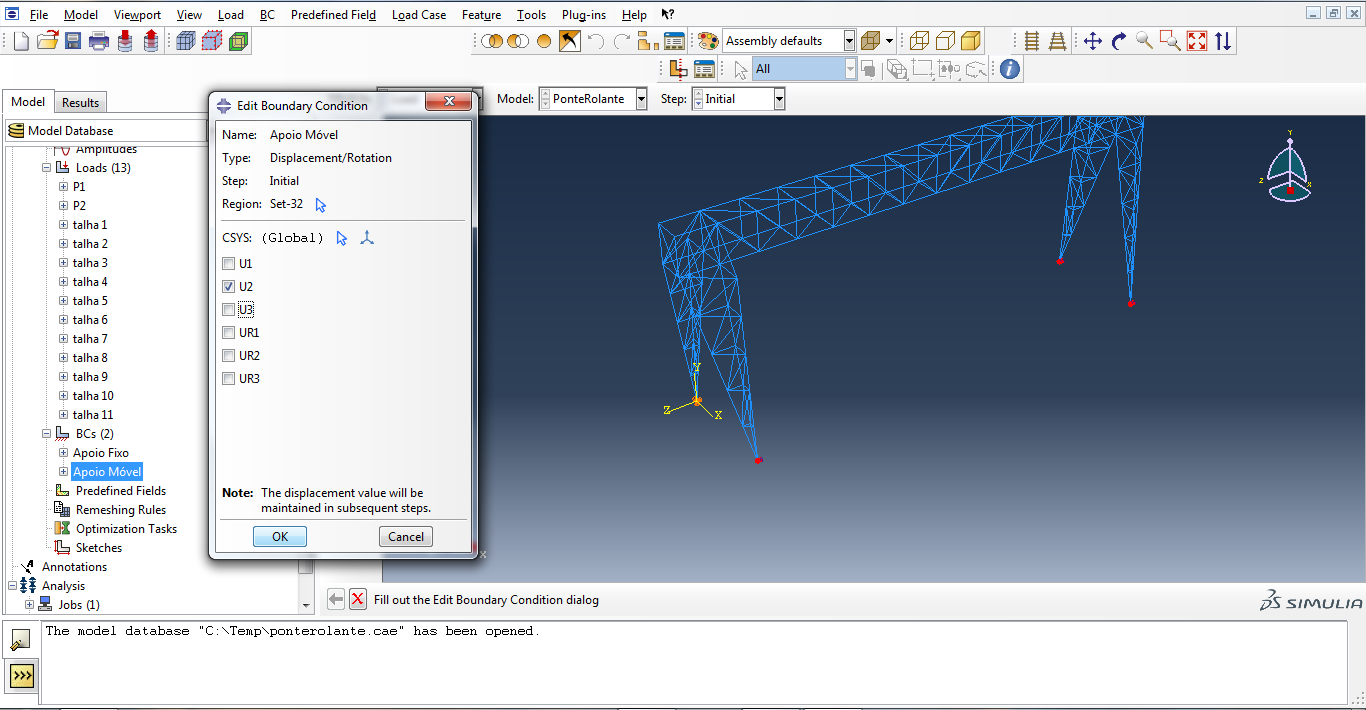 File Model Viewport View Load BC Predefined Field Load Case Feature Tools Plug-ins Help
Assembly defaults
All
Model Results
Model: PonteRolante Step: Initial
Model Database
Amplitudes
Loads (13)
P1
P2
talha 1
talha 2
talha 3
talha 4
talha 5
talha 6
talha 7
talha 8
talha 9
talha 10
talha 11
BCs (2)
Apoio Fixo
Apoio Móvel
Predefined Fields
Remeshing Rules
Optimization Tasks
Sketches
Annotations
Analysis
Jobs (1)
Edit Boundary Condition
Name: Apoio Móvel
Type: Displacement/Rotation
Step: Initial
Region: Set-32
CSYS: (Global)
U1
U2
U3
UR1
UR2
UR3
Note: The displacement value will be
maintained in subsequent steps.
OK Cancel
Y
Z X
Y
Z X
Fill out the Edit Boundary Condition dialog
SIMULIA
The model database "C:\Temp\ponterolante.cae" has been opened.
>>>